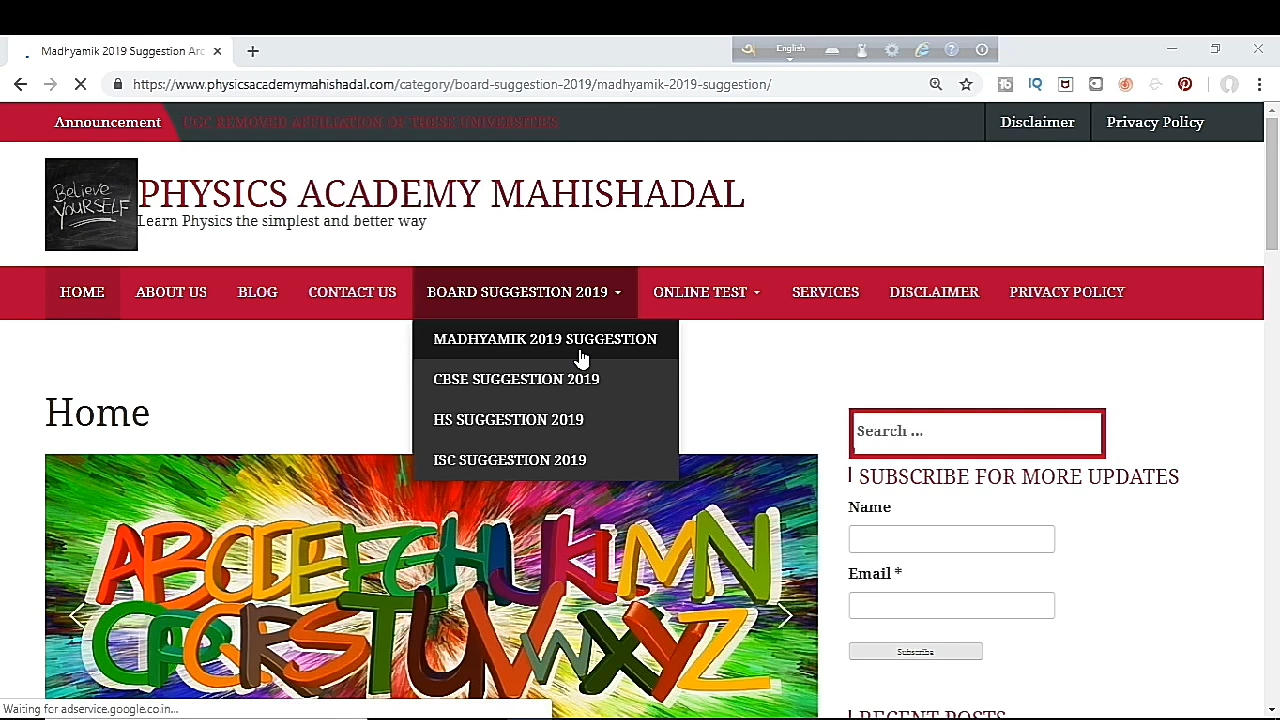 Madhyamik 2019 Suggestion Arc
English
https://www.physicsacademymahishadal.com/category/board-suggestion-2019/madhyamik-2019-suggestion/
Announcement
UGC REMOVED AFFILIATION OF THESE UNIVERSITIES
Disclaimer
Privacy Policy
Believe
YOURSELF
PHYSICS ACADEMY MAHISHADAL
Learn Physics the simplest and better way
HOME ABOUT US BLOG CONTACT US BOARD SUGGESTION 2019 ONLINE TEST SERVICES DISCLAIMER PRIVACY POLICY
MADHYAMIK 2019 SUGGESTION
CBSE SUGGESTION 2019
HS SUGGESTION 2019
ISC SUGGESTION 2019
Home
ABCDEFGHIJKLMN
OPQRSTUVWXYZ
Search ...
SUBSCRIBE FOR MORE UPDATES
Name
Email *
Subscribe
RECENT POSTS
Waiting for adservice.google.co.in...